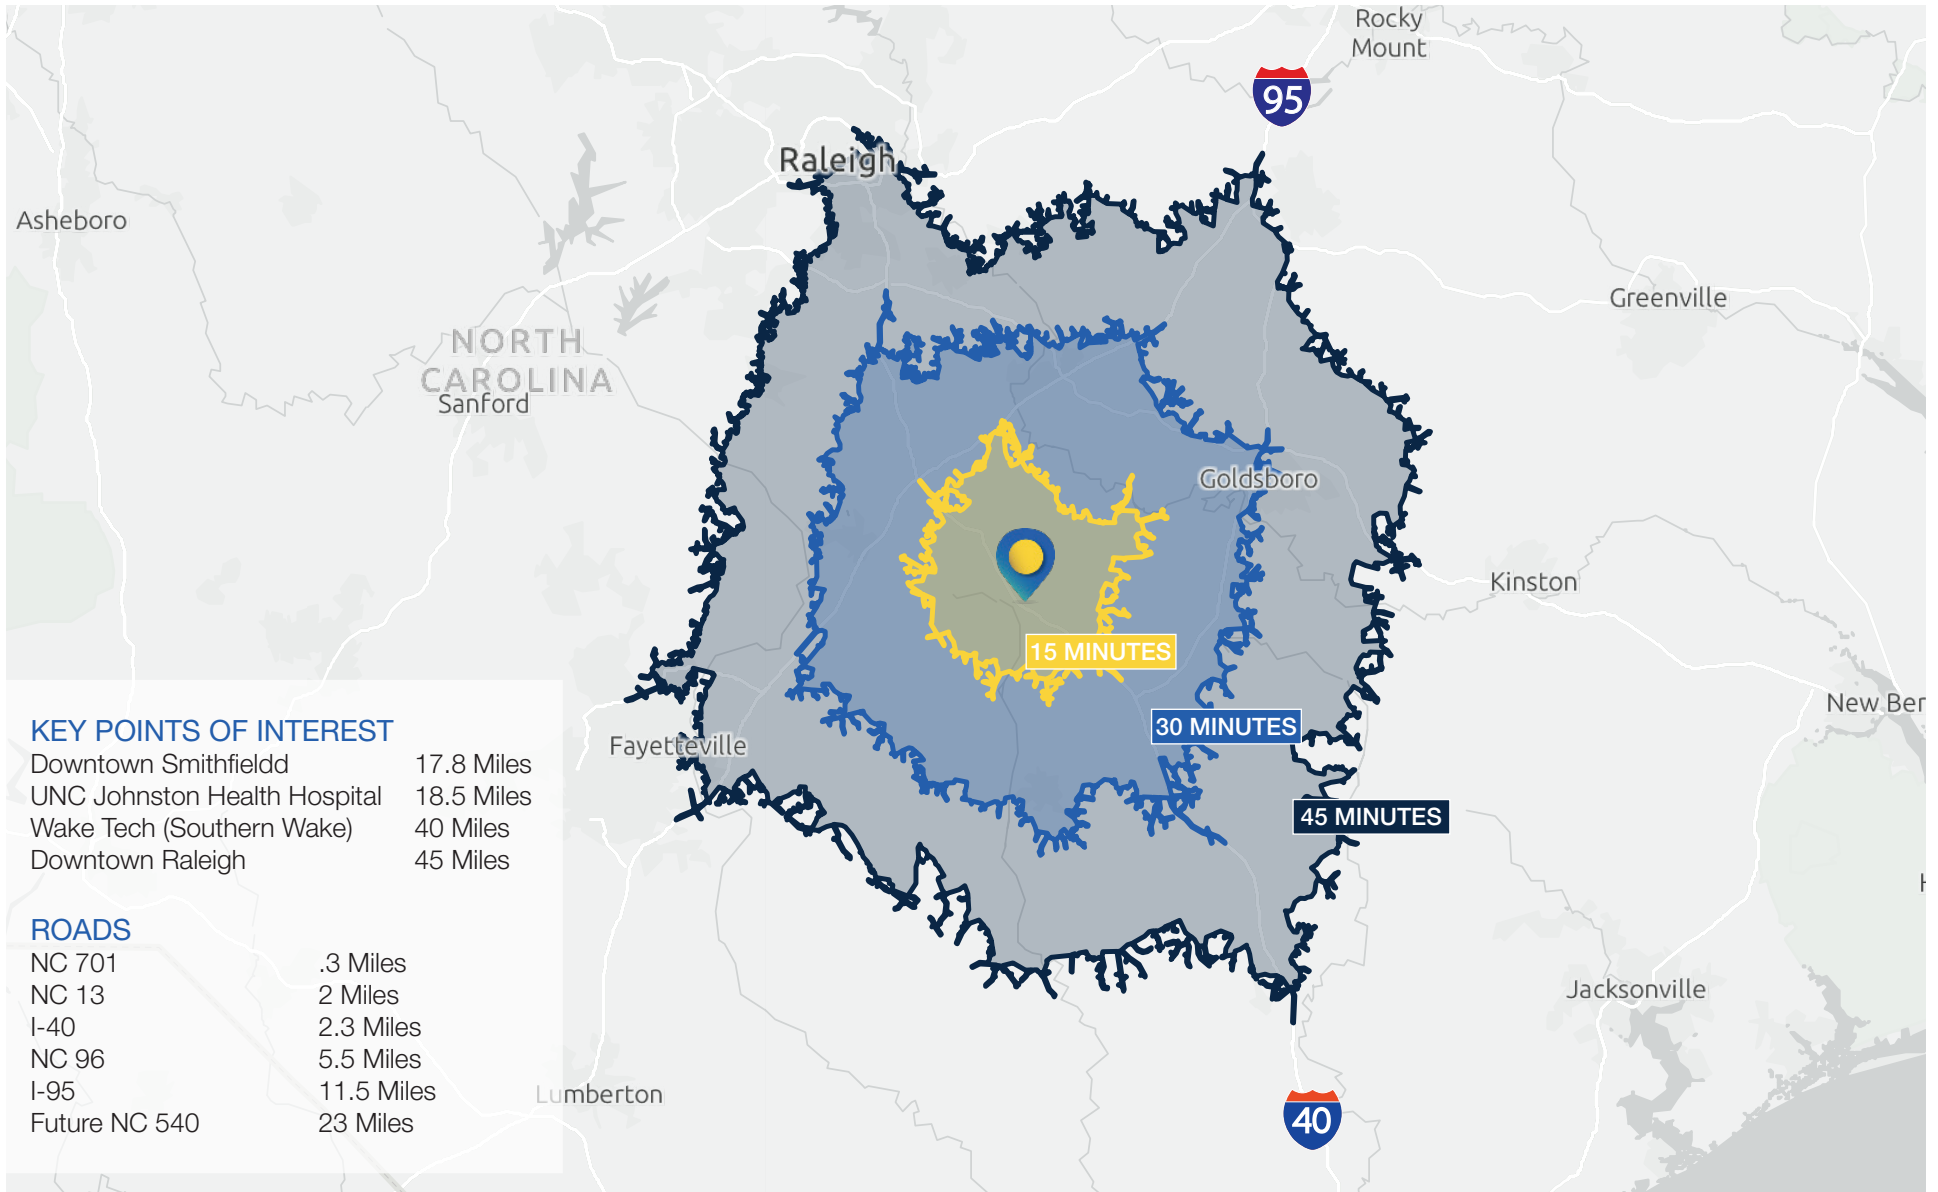 Rocky
Mount
95
Raleigh
Asheboro
Greenville
NORTH
CAROLINA
Sanford
Goldsboro
Kinston
15 MINUTES
New Ber
30 MINUTES
Fayetteville
45 MINUTES
Jacksonville
Lumberton
40
KEY POINTS OF INTEREST
Downtown Smithfieldd 17.8 Miles
UNC Johnston Health Hospital 18.5 Miles
Wake Tech (Southern Wake) 40 Miles
Downtown Raleigh 45 Miles
ROADS
NC 701 .3 Miles
NC 13 2 Miles
I-40 2.3 Miles
NC 96 5.5 Miles
I-95 11.5 Miles
Future NC 540 23 Miles